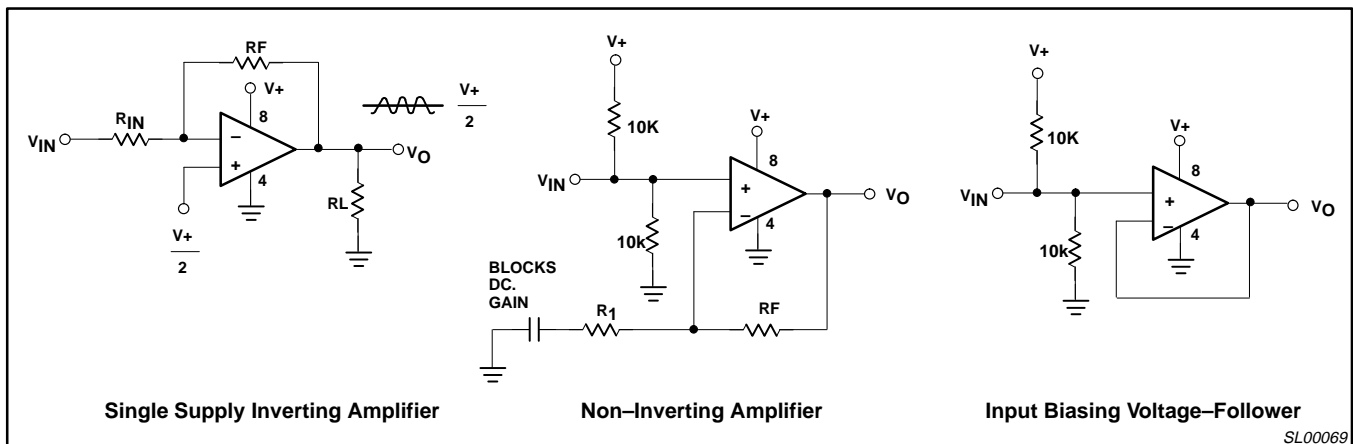 RF
V+
8
RIN
VIN
−
+
4
VO
RL
V+
2
V+
2
Single Supply Inverting Amplifier
V+
10K
V+
8
VIN
+
−
4
VO
10k
BLOCKS
DC.
GAIN
R1
RF
Non–Inverting Amplifier
V+
10K
V+
8
VIN
+
−
4
VO
10k
Input Biasing Voltage–Follower
SL00069